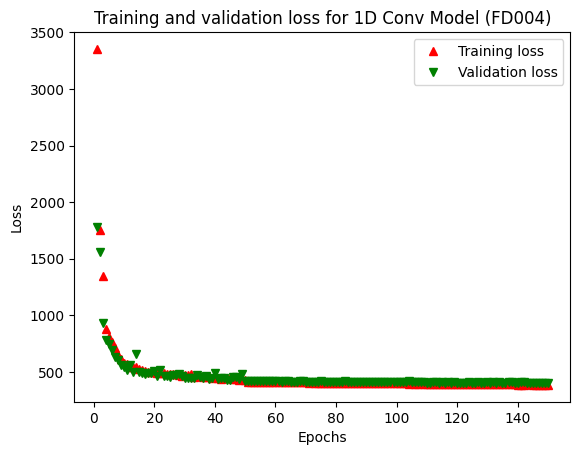 Training and validation loss for 1D Conv Model (FD004)
Training loss
Validation loss
3500
3000
2500
2000
1500
1000
500
Loss
0 20 40 60 80 100 120 140
Epochs